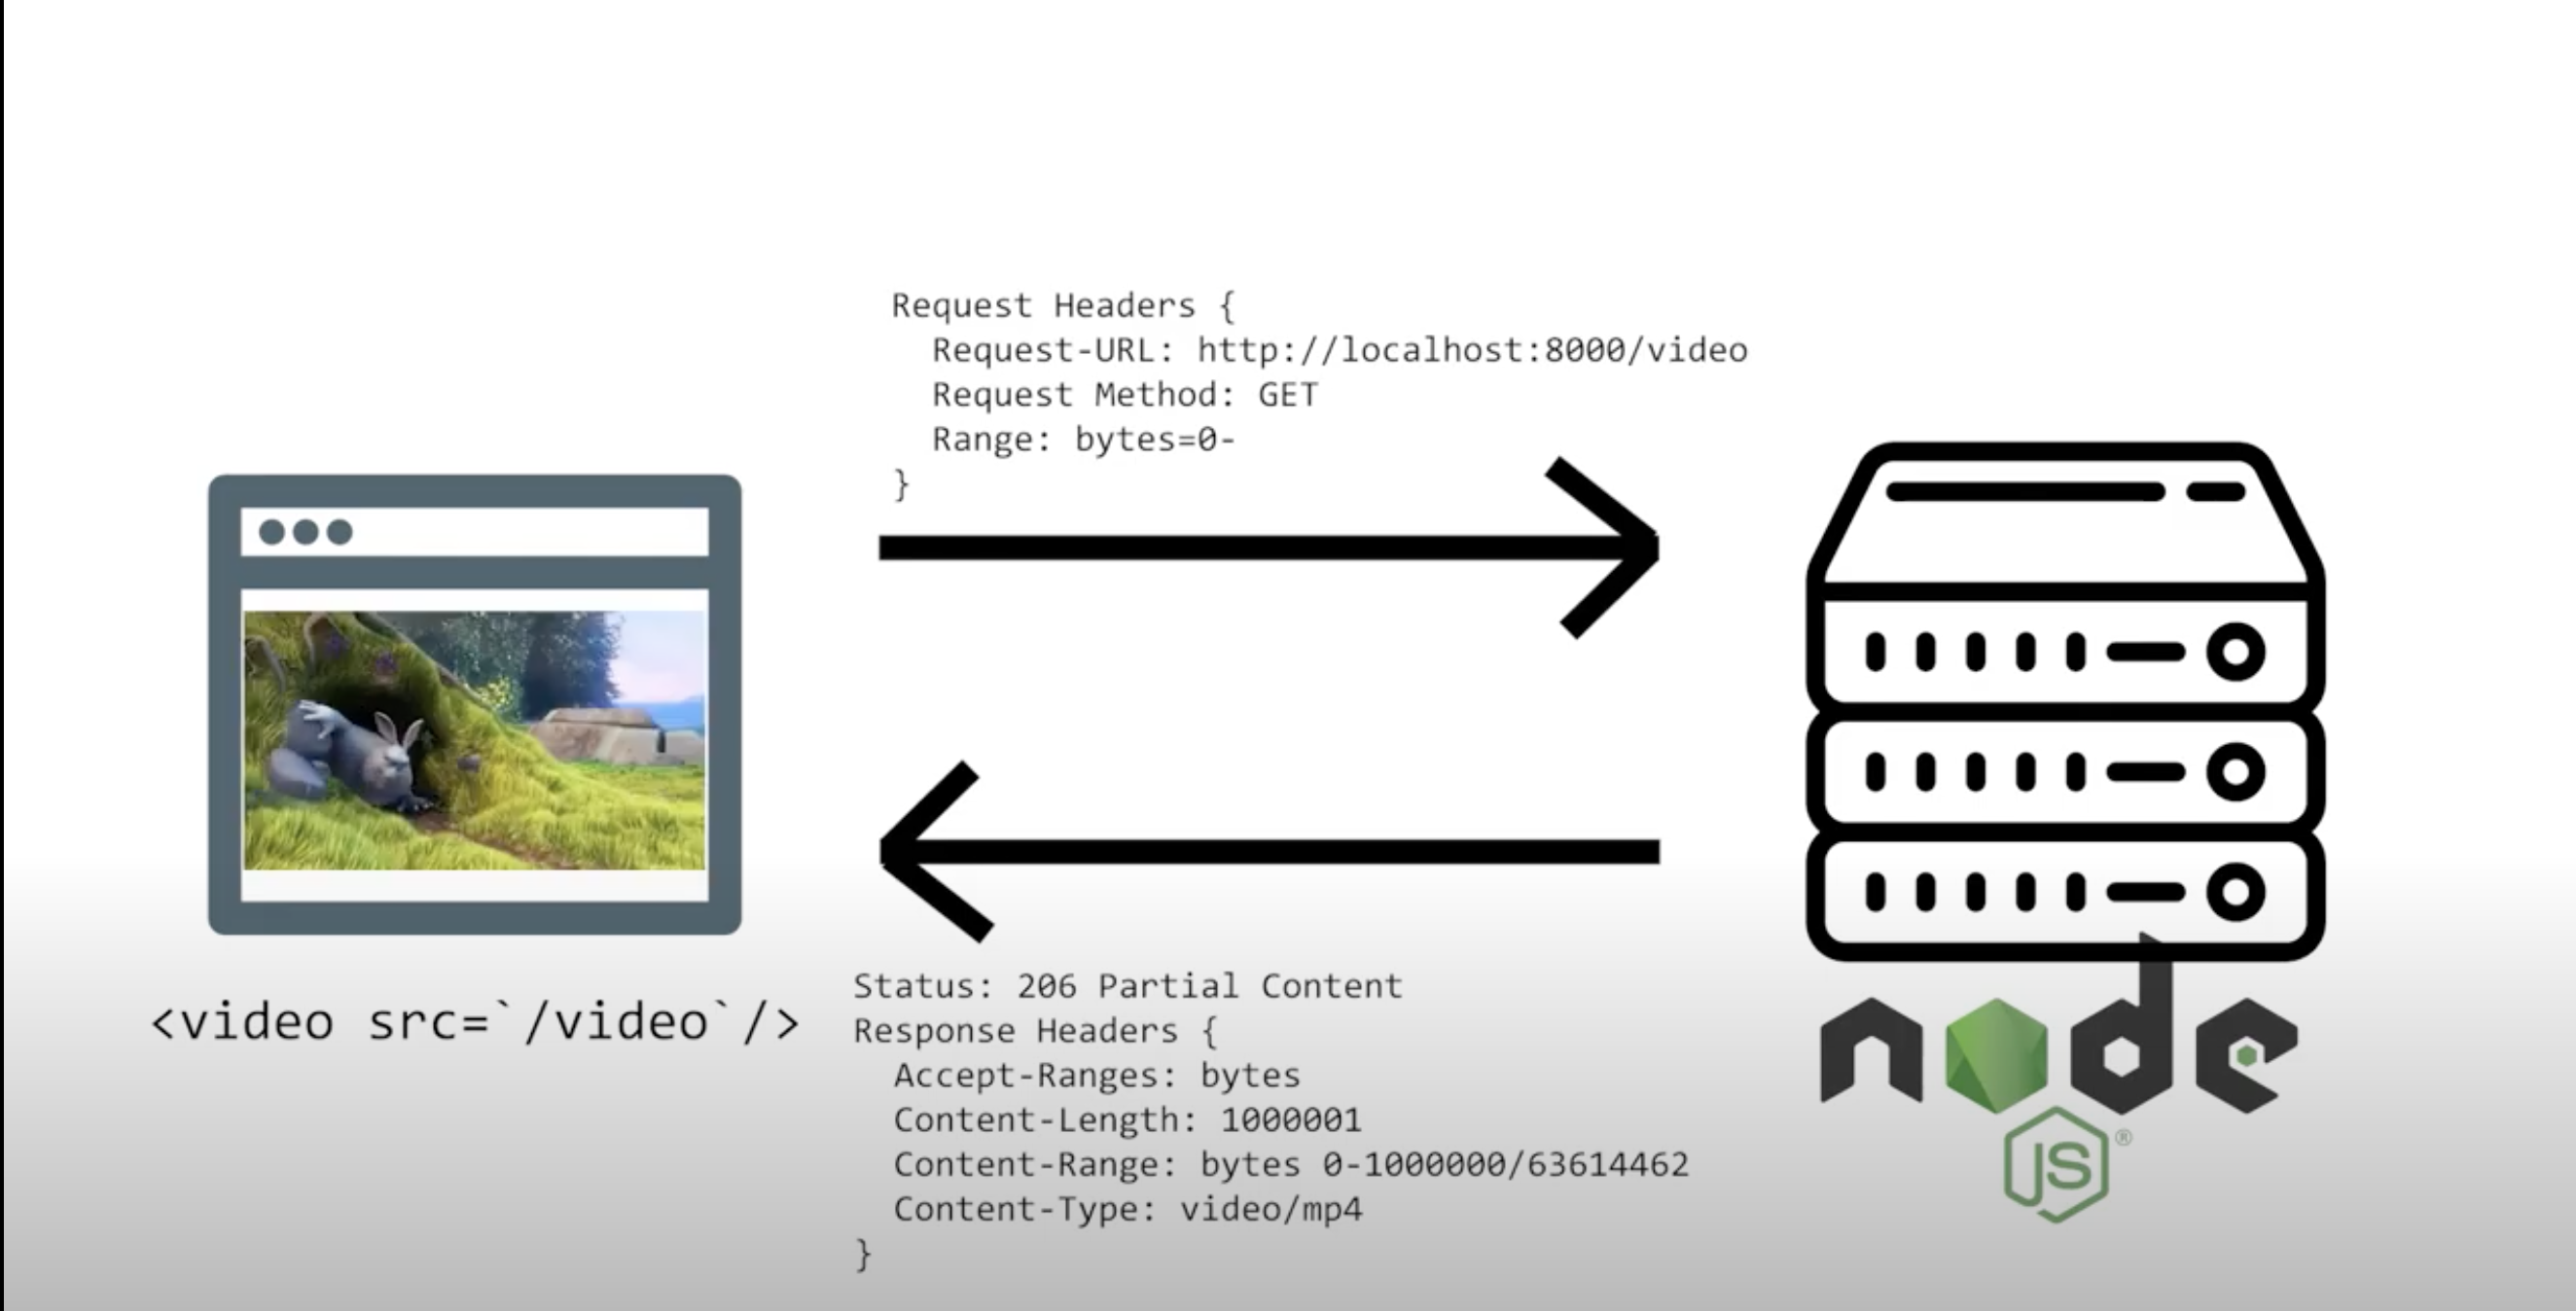 Request Headers {
Request-URL: http://localhost:8000/video
Request Method: GET
Range: bytes=0-
}
<video src=`/video`/>
Status: 206 Partial Content
Response Headers {
Accept-Ranges: bytes
Content-Length: 1000001
Content-Range: bytes 0-1000000/63614462
Content-Type: video/mp4
}
node
JS®